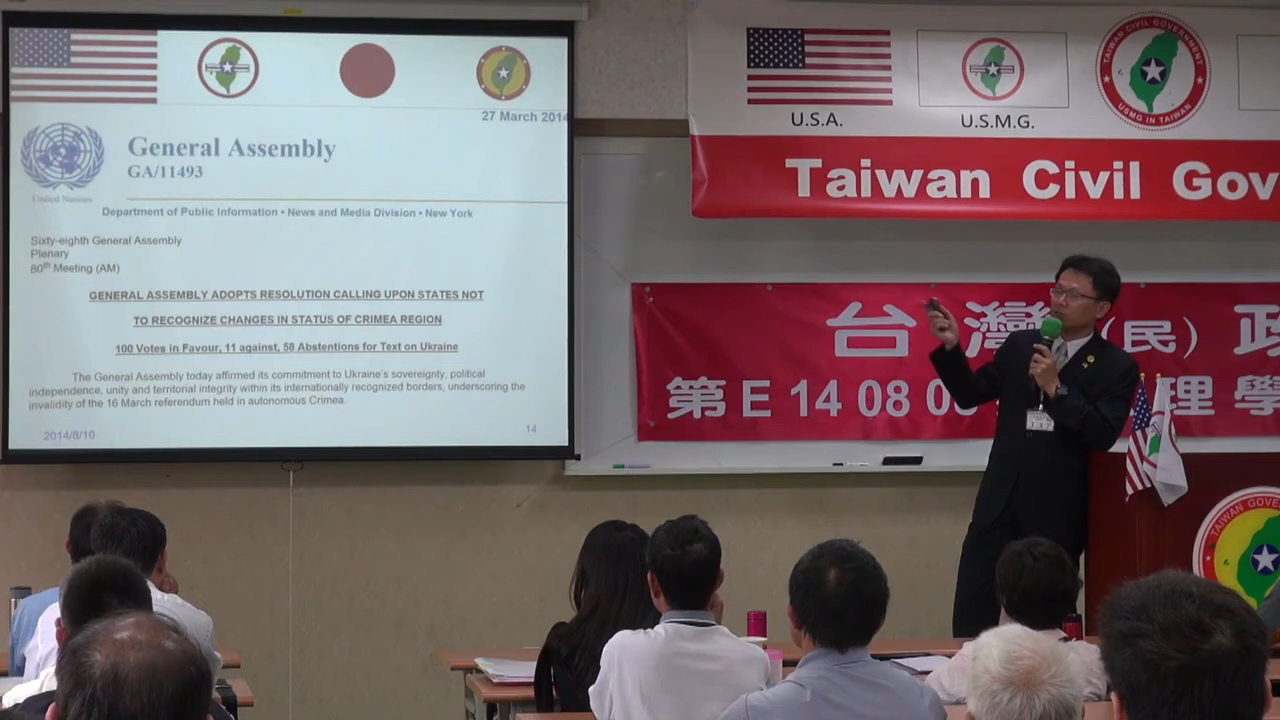 27 March 2014
General Assembly
GA/11493
United Nations
Department of Public Information • News and Media Division • New York
Sixty-eighth General Assembly
Plenary
80th Meeting (AM)
GENERAL ASSEMBLY ADOPTS RESOLUTION CALLING UPON STATES NOT
TO RECOGNIZE CHANGES IN STATUS OF CRIMEA REGION
100 Votes in Favour, 11 against, 58 Abstentions for Text on Ukraine
The General Assembly today affirmed its commitment to Ukraine's sovereignty, political
independence, unity and territorial integrity within its internationally recognized borders, underscoring the
invalidity of the 16 March referendum held in autonomous Crimea.
2014/8/10
14
U.S.A.
U.S.M.G.
TAIWAN CIVIL GOVERNMENT
USMG IN TAIWAN
Taiwan Civil Gov
台灣(民)政
第E 14 08 0
理學
TAIWAN GOVER